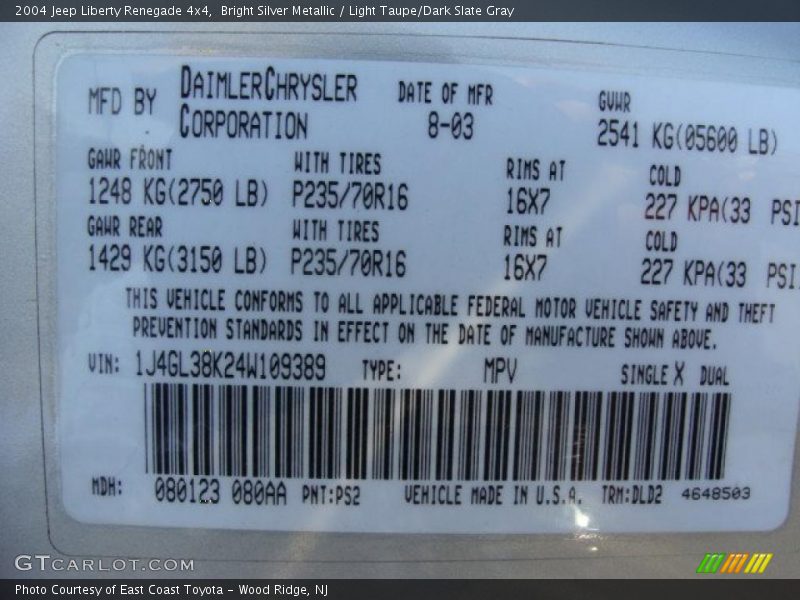 2004 Jeep Liberty Renegade 4x4,  Bright Silver Metallic / Light Taupe/Dark Slate Gray
MFD BY DAIMLERCHRYSLER CORPORATION DATE OF MFR 8-03 GVWR 2541 KG(05600 LB)
GAWR FRONT WITH TIRES RIMS AT COLD
1248 KG(2750 LB) P235/70R16 16X7 227 KPA(33 PSI
GAWR REAR WITH TIRES RIMS AT COLD
1429 KG(3150 LB) P235/70R16 16X7 227 KPA(33 PSI
THIS VEHICLE CONFORMS TO ALL APPLICABLE FEDERAL MOTOR VEHICLE SAFETY AND THEFT
PREVENTION STANDARDS IN EFFECT ON THE DATE OF MANUFACTURE SHOWN ABOVE.
VIN: 1J4GL38K24W109389 TYPE: MPV SINGLE X DUAL
MDH: 080123 080AA PNT:PS2 VEHICLE MADE IN U.S.A. TRM:DLD2 4648503
GTCARLOT.COM
Photo Courtesy of East Coast Toyota – Wood Ridge, NJ